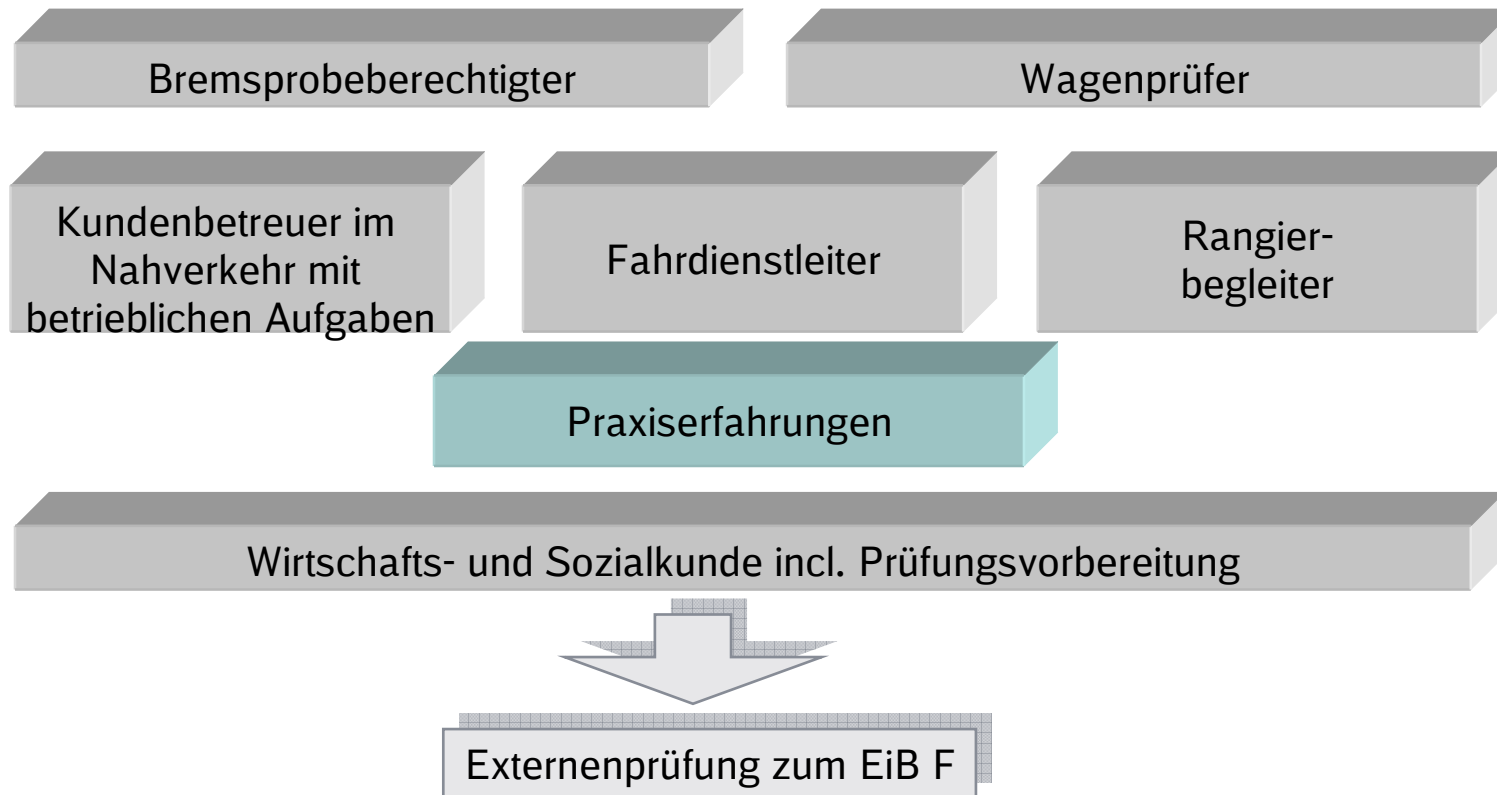 Bremsprobeberechtigter
Wagenprüfer
Kundenbetreuer im
Nahverkehr mit
betrieblichen Aufgaben
Fahrdienstleiter
Rangier-
begleiter
Praxiserfahrungen
Wirtschafts- und Sozialkunde incl. Prüfungsvorbereitung
Externenprüfung zum EiB F